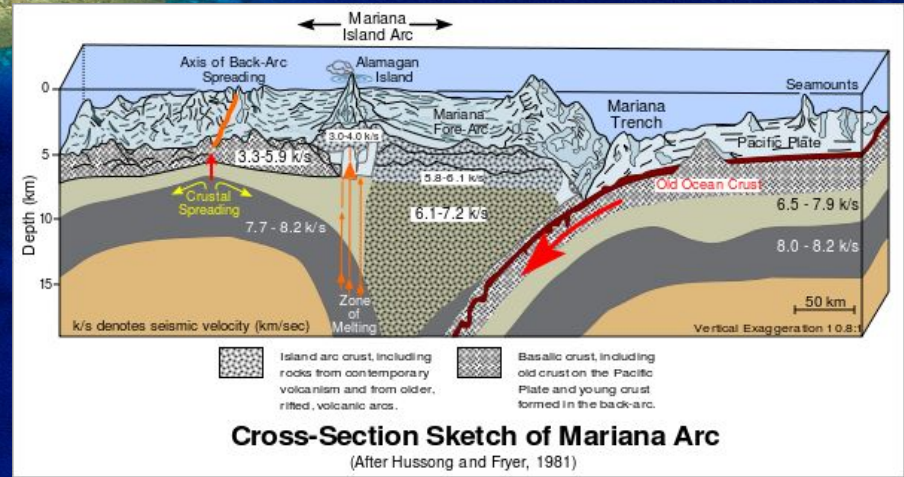 Mariana
Island Arc
Axis of Back-Arc
Spreading
Alamagan
Island
Seamounts
0
Mariana
Fore-Arc
Mariana
Trench
3.0-4.0 k/s
Pacific Plate
5
3.3-5.9 k/s
5.8-6.1 k/s
Old Ocean Crust
Crustal
Spreading
6.1-7.2 k/s
6.5 - 7.9 k/s
10
7.7 - 8.2 k/s
8.0 - 8.2 k/s
Depth (km)
15
Zone
of
Melting
50 km
k/s denotes seismic velocity (km/sec)
Vertical Exaggeration 10.8:1
Island arc crust, including
rocks from contemporary
volcanism and from older,
rifted, volcanic arcs.
Basalic crust, including
old crust on the Pacific
Plate and young crust
formed in the back-arc.
Cross-Section Sketch of Mariana Arc
(After Hussong and Fryer, 1981)